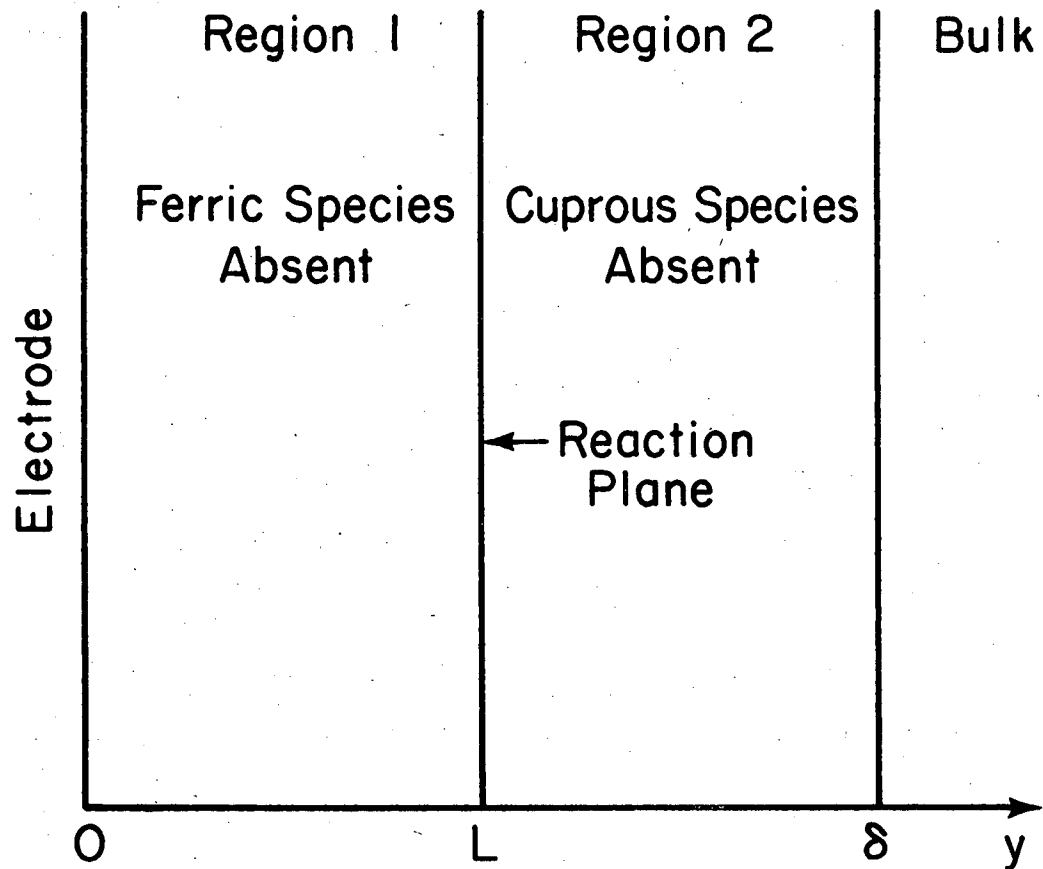 Region 1
Region 2
Bulk
Ferric Species
Absent
Cuprous Species
Absent
Reaction
Plane
Electrode
O
L
δ
y